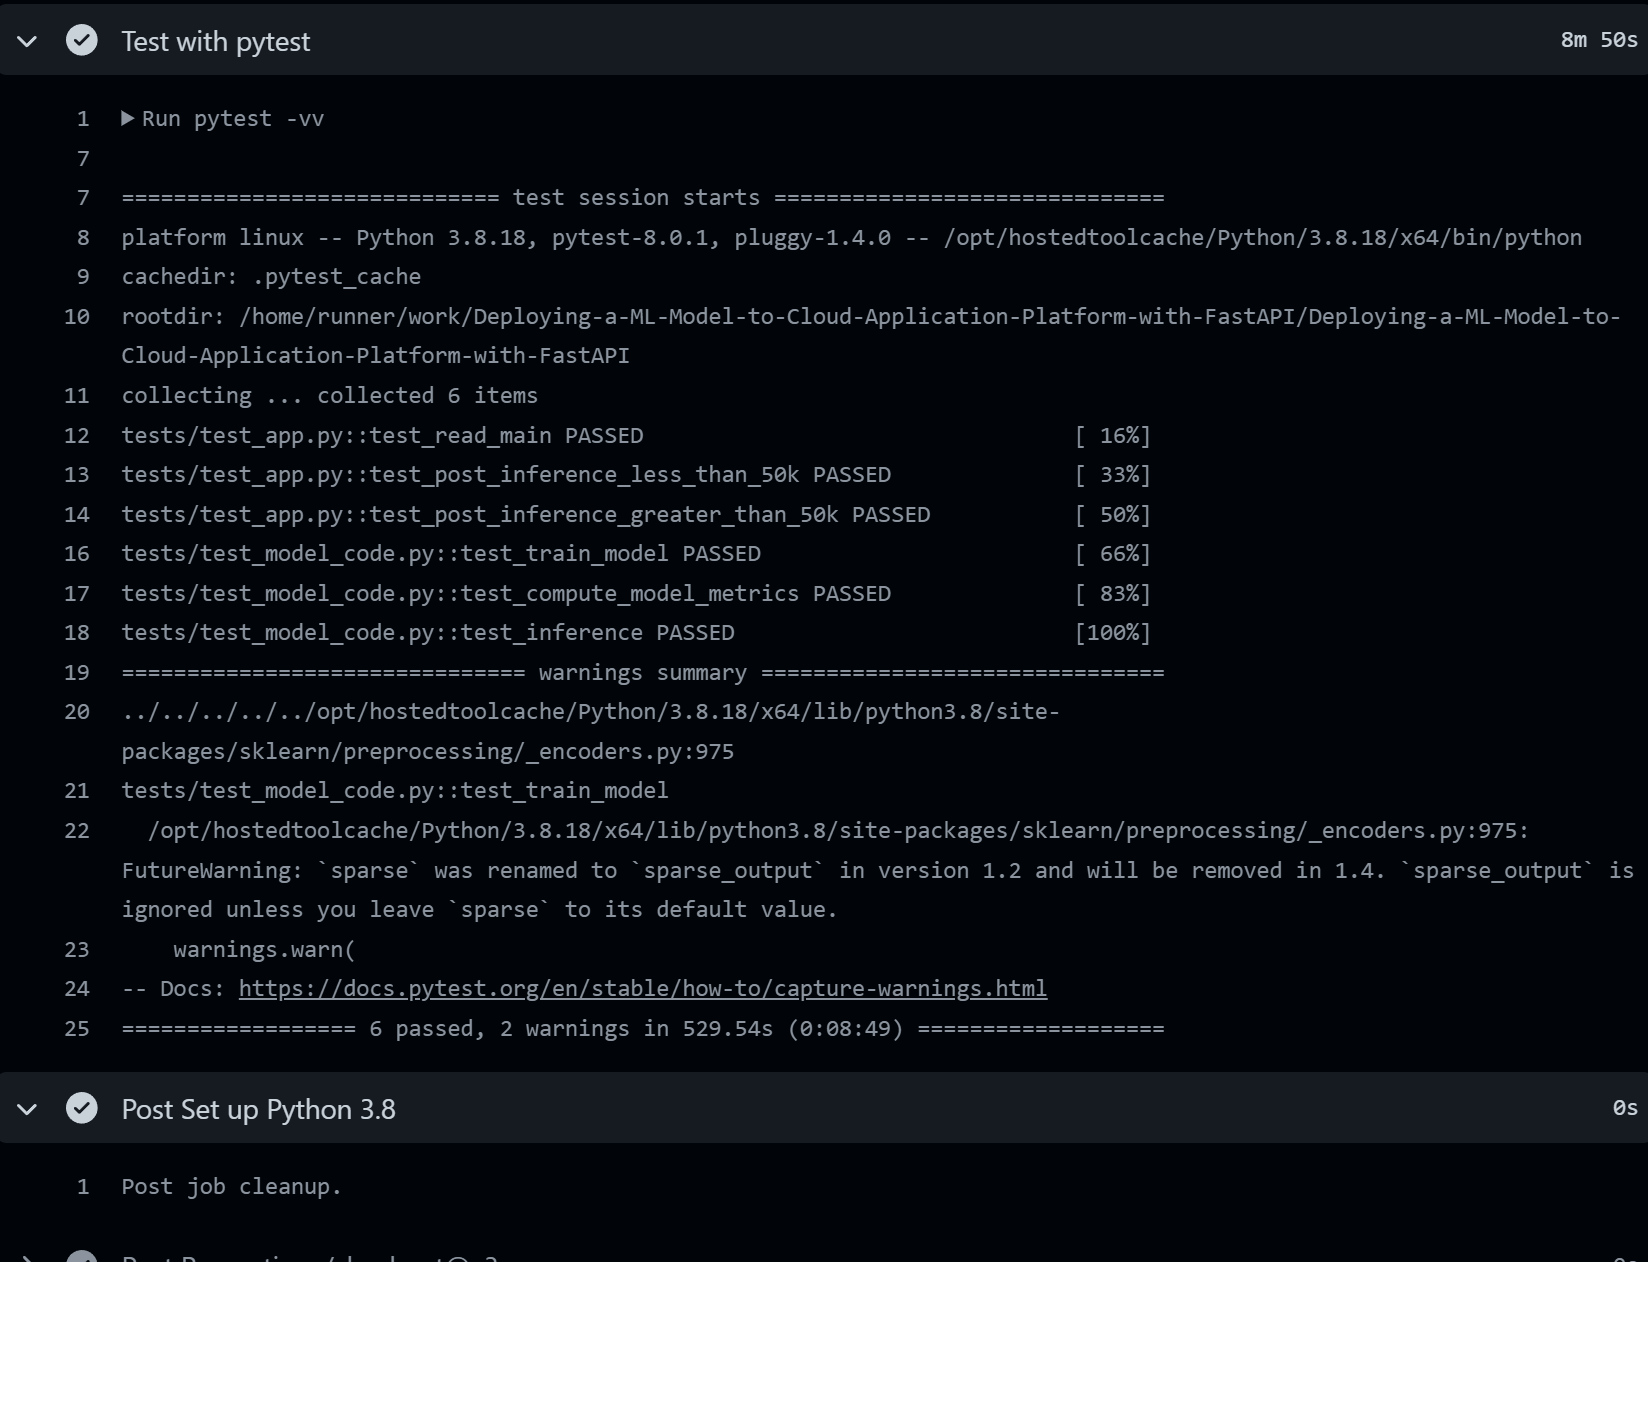 Test with pytest 8m 50s
1 Run pytest -vv
7
7 ============================= test session starts ==============================
8 platform linux -- Python 3.8.18, pytest-8.0.1, pluggy-1.4.0 -- /opt/hostedtoolcache/Python/3.8.18/x64/bin/python
9 cachedir: .pytest_cache
10 rootdir: /home/runner/work/Deploying-a-ML-Model-to-Cloud-Application-Platform-with-FastAPI/Deploying-a-ML-Model-to-
Cloud-Application-Platform-with-FastAPI
11 collecting ... collected 6 items
12 tests/test_app.py::test_read_main PASSED [ 16%]
13 tests/test_app.py::test_post_inference_less_than_50k PASSED [ 33%]
14 tests/test_app.py::test_post_inference_greater_than_50k PASSED [ 50%]
16 tests/test_model_code.py::test_train_model PASSED [ 66%]
17 tests/test_model_code.py::test_compute_model_metrics PASSED [ 83%]
18 tests/test_model_code.py::test_inference PASSED [100%]
19 =============================== warnings summary ===============================
20 ../../../../../opt/hostedtoolcache/Python/3.8.18/x64/lib/python3.8/site-
packages/sklearn/preprocessing/_encoders.py:975
21 tests/test_model_code.py::test_train_model
22 /opt/hostedtoolcache/Python/3.8.18/x64/lib/python3.8/site-packages/sklearn/preprocessing/_encoders.py:975:
FutureWarning: `sparse` was renamed to `sparse_output` in version 1.2 and will be removed in 1.4. `sparse_output` is
ignored unless you leave `sparse` to its default value.
23 warnings.warn(
24 -- Docs: https://docs.pytest.org/en/stable/how-to/capture-warnings.html
25 ================== 6 passed, 2 warnings in 529.54s (0:08:49) ===================
Post Set up Python 3.8 0s
1 Post job cleanup.